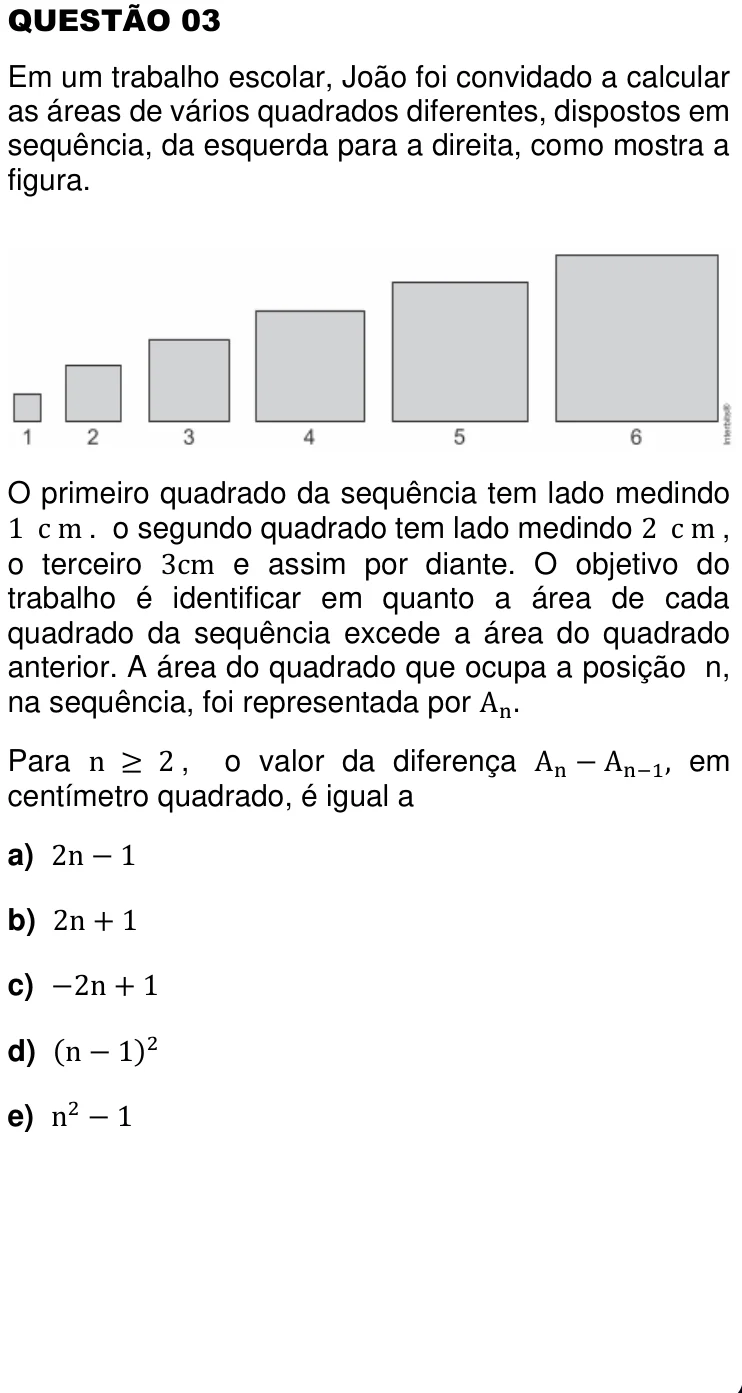 QUESTÃO 03
Em um trabalho escolar, João foi convidado a calcular
as áreas de vários quadrados diferentes, dispostos em
sequência, da esquerda para a direita, como mostra a
figura.
1 2 3 4 5 6
Interbits®
O primeiro quadrado da sequência tem lado medindo
1 cm. o segundo quadrado tem lado medindo 2 cm,
o terceiro 3cm e assim por diante. O objetivo do
trabalho é identificar em quanto a área de cada
quadrado da sequência excede a área do quadrado
anterior. A área do quadrado que ocupa a posição n,
na sequência, foi representada por Aₙ.
Para n ≥ 2, o valor da diferença Aₙ − Aₙ₋₁, em
centímetro quadrado, é igual a
a) 2n − 1
b) 2n + 1
c) −2n + 1
d) (n − 1)²
e) n² − 1